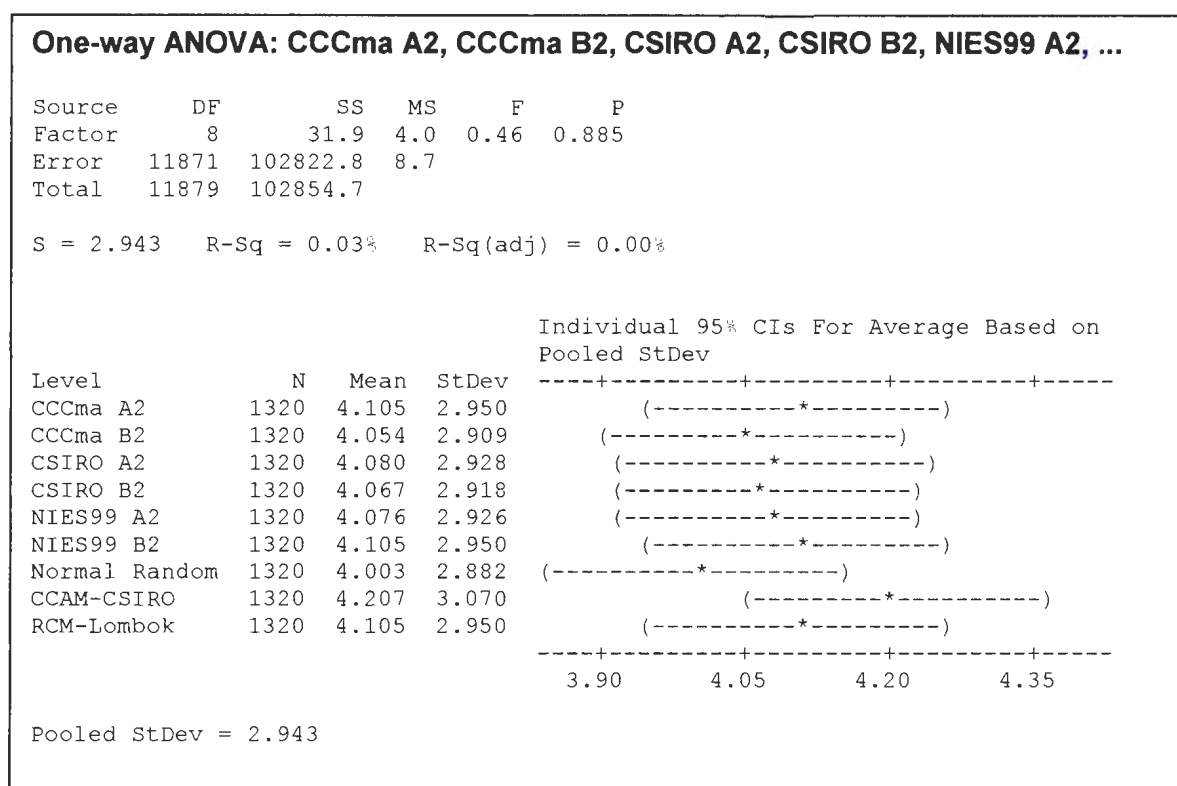 One-way ANOVA: CCCma A2, CCCma B2, CSIRO A2, CSIRO B2, NIES99 A2, ...
Source DF SS MS F P
Factor 8 31.9 4.0 0.46 0.885
Error 11871 102822.8 8.7
Total 11879 102854.7
S = 2.943 R-Sq = 0.03% R-Sq(adj) = 0.00%
Individual 95% CIs For Average Based on
Pooled StDev
Level N Mean StDev ----+---------+---------+---------+-----
CCCma A2 1320 4.105 2.950 (----------*---------)
CCCma B2 1320 4.054 2.909 (---------*----------)
CSIRO A2 1320 4.080 2.928 (----------*----------)
CSIRO B2 1320 4.067 2.918 (---------*----------)
NIES99 A2 1320 4.076 2.926 (----------*---------)
NIES99 B2 1320 4.105 2.950 (----------*---------)
Normal Random 1320 4.003 2.882 (----------*---------)
CCAM-CSIRO 1320 4.207 3.070 (---------*----------)
RCM-Lombok 1320 4.105 2.950 (----------*---------)
----+---------+---------+---------+-----
3.90 4.05 4.20 4.35
Pooled StDev = 2.943